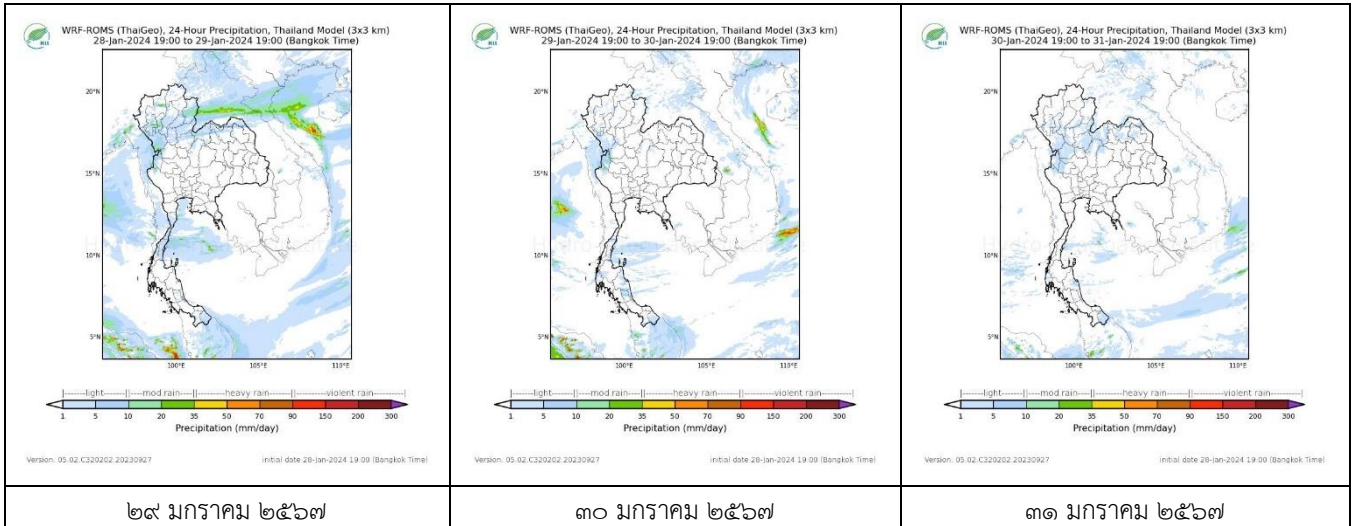 WRF-ROMS (ThaiGeo), 24-Hour Precipitation, Thailand Model (3x3 km)
28-Jan-2024 19:00 to 29-Jan-2024 19:00 (Bangkok Time)
20°N
15°N
10°N
5°N
100°E 105°E 110°E
light mod rain heavy rain violent rain
1 5 10 20 35 50 70 90 150 200 300
Precipitation (mm/day)
Version: 05.02.C320202.20230927 initial date 28-Jan-2024 19:00 (Bangkok Time)
๒๙ มกราคม ๒๕๖๗
WRF-ROMS (ThaiGeo), 24-Hour Precipitation, Thailand Model (3x3 km)
29-Jan-2024 19:00 to 30-Jan-2024 19:00 (Bangkok Time)
20°N
15°N
10°N
5°N
100°E 105°E 110°E
light mod rain heavy rain violent rain
1 5 10 20 35 50 70 90 150 200 300
Precipitation (mm/day)
Version: 05.02.C320202.20230927 initial date 28-Jan-2024 19:00 (Bangkok Time)
๓๐ มกราคม ๒๕๖๗
WRF-ROMS (ThaiGeo), 24-Hour Precipitation, Thailand Model (3x3 km)
30-Jan-2024 19:00 to 31-Jan-2024 19:00 (Bangkok Time)
20°N
15°N
10°N
5°N
100°E 105°E 110°E
light mod rain heavy rain violent rain
1 5 10 20 35 50 70 90 150 200 300
Precipitation (mm/day)
Version: 05.02.C320202.20230927 initial date 28-Jan-2024 19:00 (Bangkok Time)
๓๑ มกราคม ๒๕๖๗